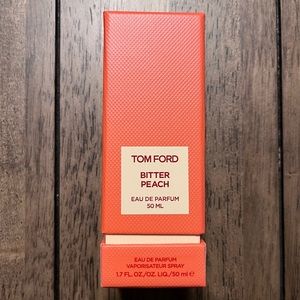 TOM FORD
BITTER
PEACH
EAU DE PARFUM
50 ML
EAU DE PARFUM
VAPORISATEUR SPRAY
1.7 FL. OZ./OZ. LIQ./50 ml ℮